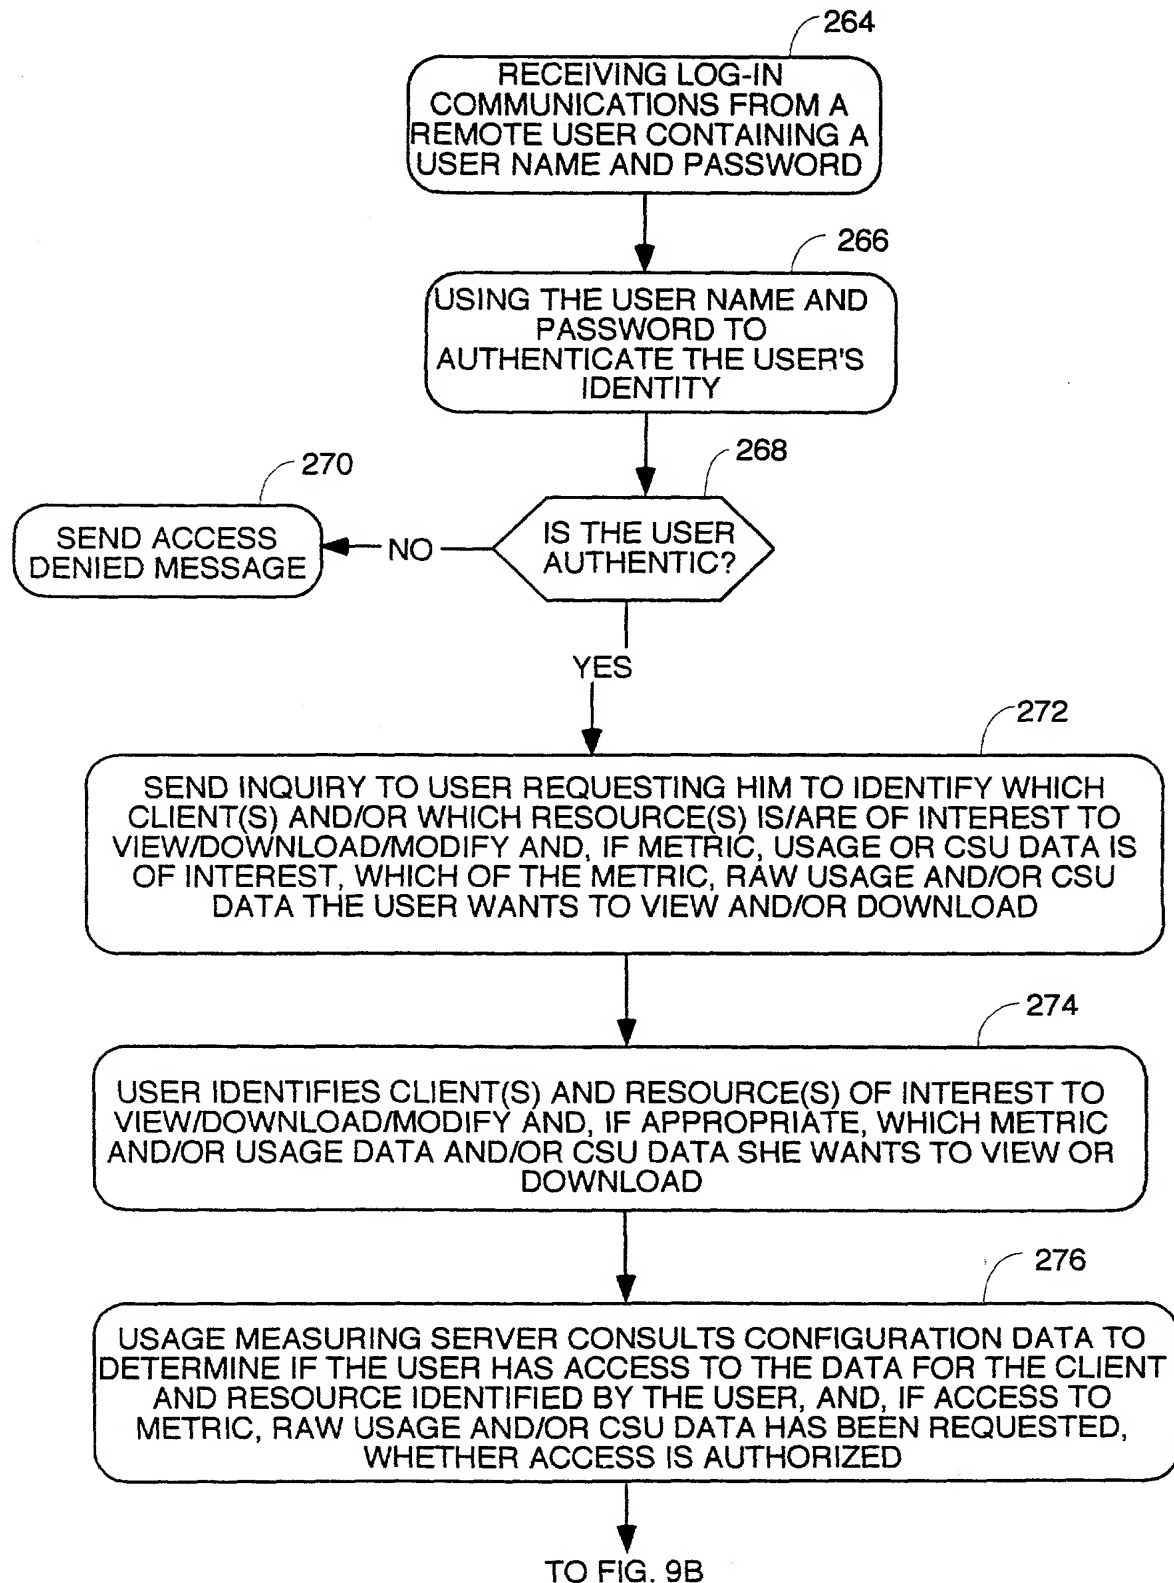 264
RECEIVING LOG-IN
COMMUNICATIONS FROM A
REMOTE USER CONTAINING A
USER NAME AND PASSWORD
266
USING THE USER NAME AND
PASSWORD TO
AUTHENTICATE THE USER'S
IDENTITY
268
IS THE USER
AUTHENTIC?
NO
270
SEND ACCESS
DENIED MESSAGE
YES
272
SEND INQUIRY TO USER REQUESTING HIM TO IDENTIFY WHICH
CLIENT(S) AND/OR WHICH RESOURCE(S) IS/ARE OF INTEREST TO
VIEW/DOWNLOAD/MODIFY AND, IF METRIC, USAGE OR CSU DATA IS
OF INTEREST, WHICH OF THE METRIC, RAW USAGE AND/OR CSU
DATA THE USER WANTS TO VIEW AND/OR DOWNLOAD
274
USER IDENTIFIES CLIENT(S) AND RESOURCE(S) OF INTEREST TO
VIEW/DOWNLOAD/MODIFY AND, IF APPROPRIATE, WHICH METRIC
AND/OR USAGE DATA AND/OR CSU DATA SHE WANTS TO VIEW OR
DOWNLOAD
276
USAGE MEASURING SERVER CONSULTS CONFIGURATION DATA TO
DETERMINE IF THE USER HAS ACCESS TO THE DATA FOR THE CLIENT
AND RESOURCE IDENTIFIED BY THE USER, AND, IF ACCESS TO
METRIC, RAW USAGE AND/OR CSU DATA HAS BEEN REQUESTED,
WHETHER ACCESS IS AUTHORIZED
TO FIG. 9B